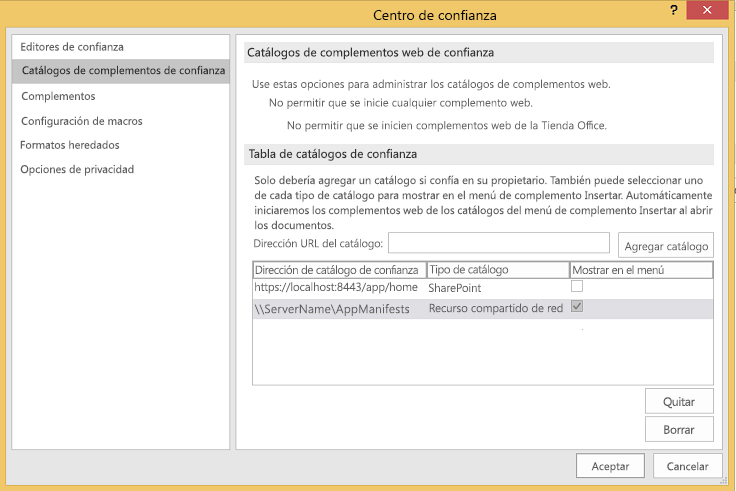 Centro de confianza
?
Editores de confianza
Catálogos de complementos de confianza
Complementos
Configuración de macros
Formatos heredados
Opciones de privacidad
Catálogos de complementos web de confianza
Use estas opciones para administrar los catálogos de complementos web.
No permitir que se inicie cualquier complemento web.
No permitir que se inicien complementos web de la Tienda Office.
Tabla de catálogos de confianza
Solo debería agregar un catálogo si confía en su propietario. También puede seleccionar uno
de cada tipo de catálogo para mostrar en el menú de complemento Insertar. Automáticamente
iniciaremos los complementos web de los catálogos del menú de complemento Insertar al abrir
los documentos.
Dirección URL del catálogo: Agregar catálogo
Dirección de catálogo de confianza Tipo de catálogo Mostrar en el menú
https://localhost:8443/app/home SharePoint
\\ServerName\AppManifests Recurso compartido de red
Quitar
Borrar
Aceptar Cancelar